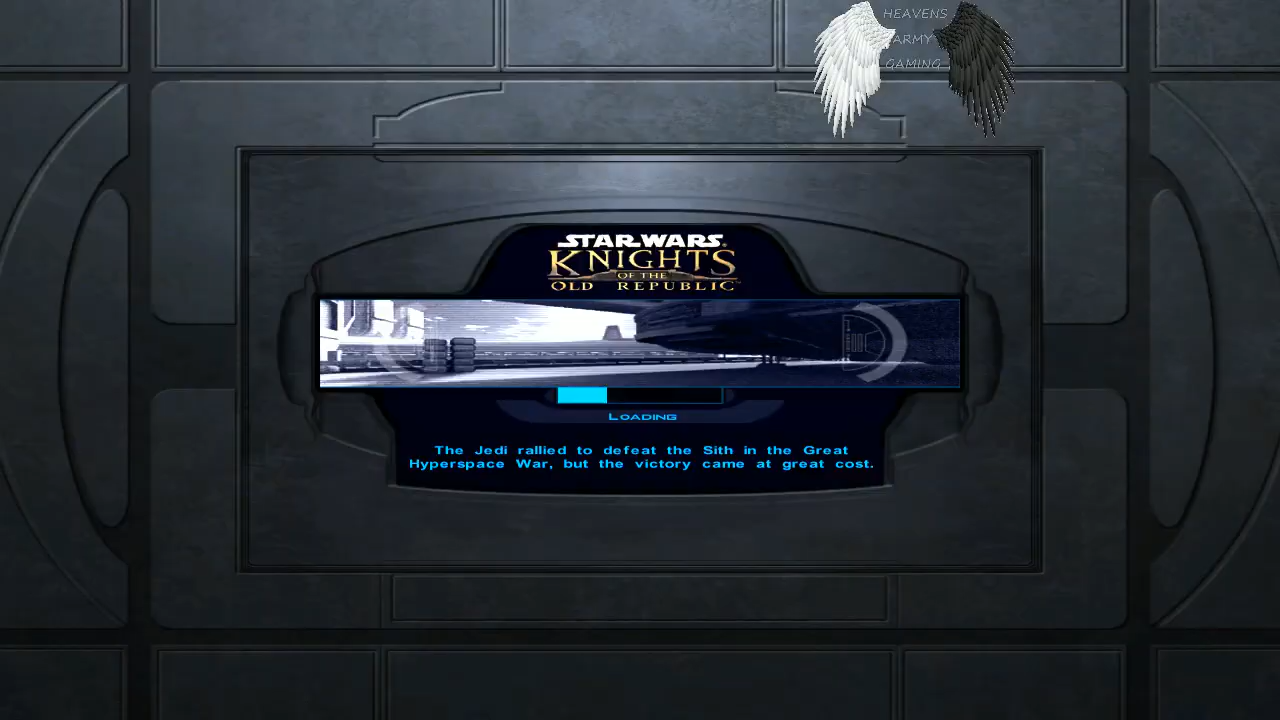 HEAVENS
ARMY
GAMING
STAR WARS
KNIGHTS
OF THE
OLD REPUBLIC™
LOADING
The Jedi rallied to defeat the Sith in the Great
Hyperspace War, but the victory came at great cost.